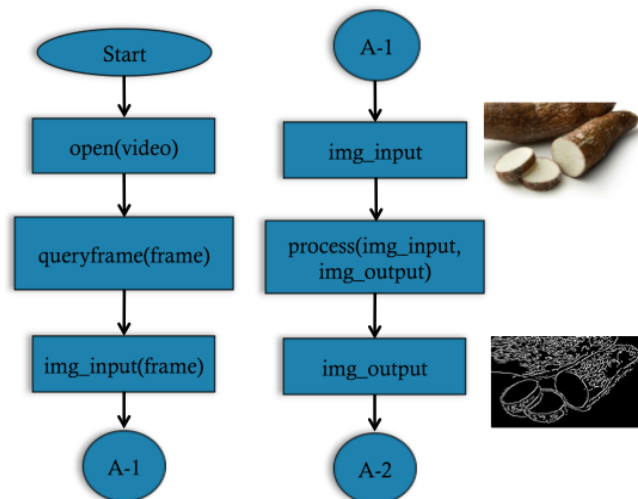 Start
open(video)
queryframe(frame)
img_input(frame)
A-1
A-1
img_input
process(img_input,
img_output)
img_output
A-2